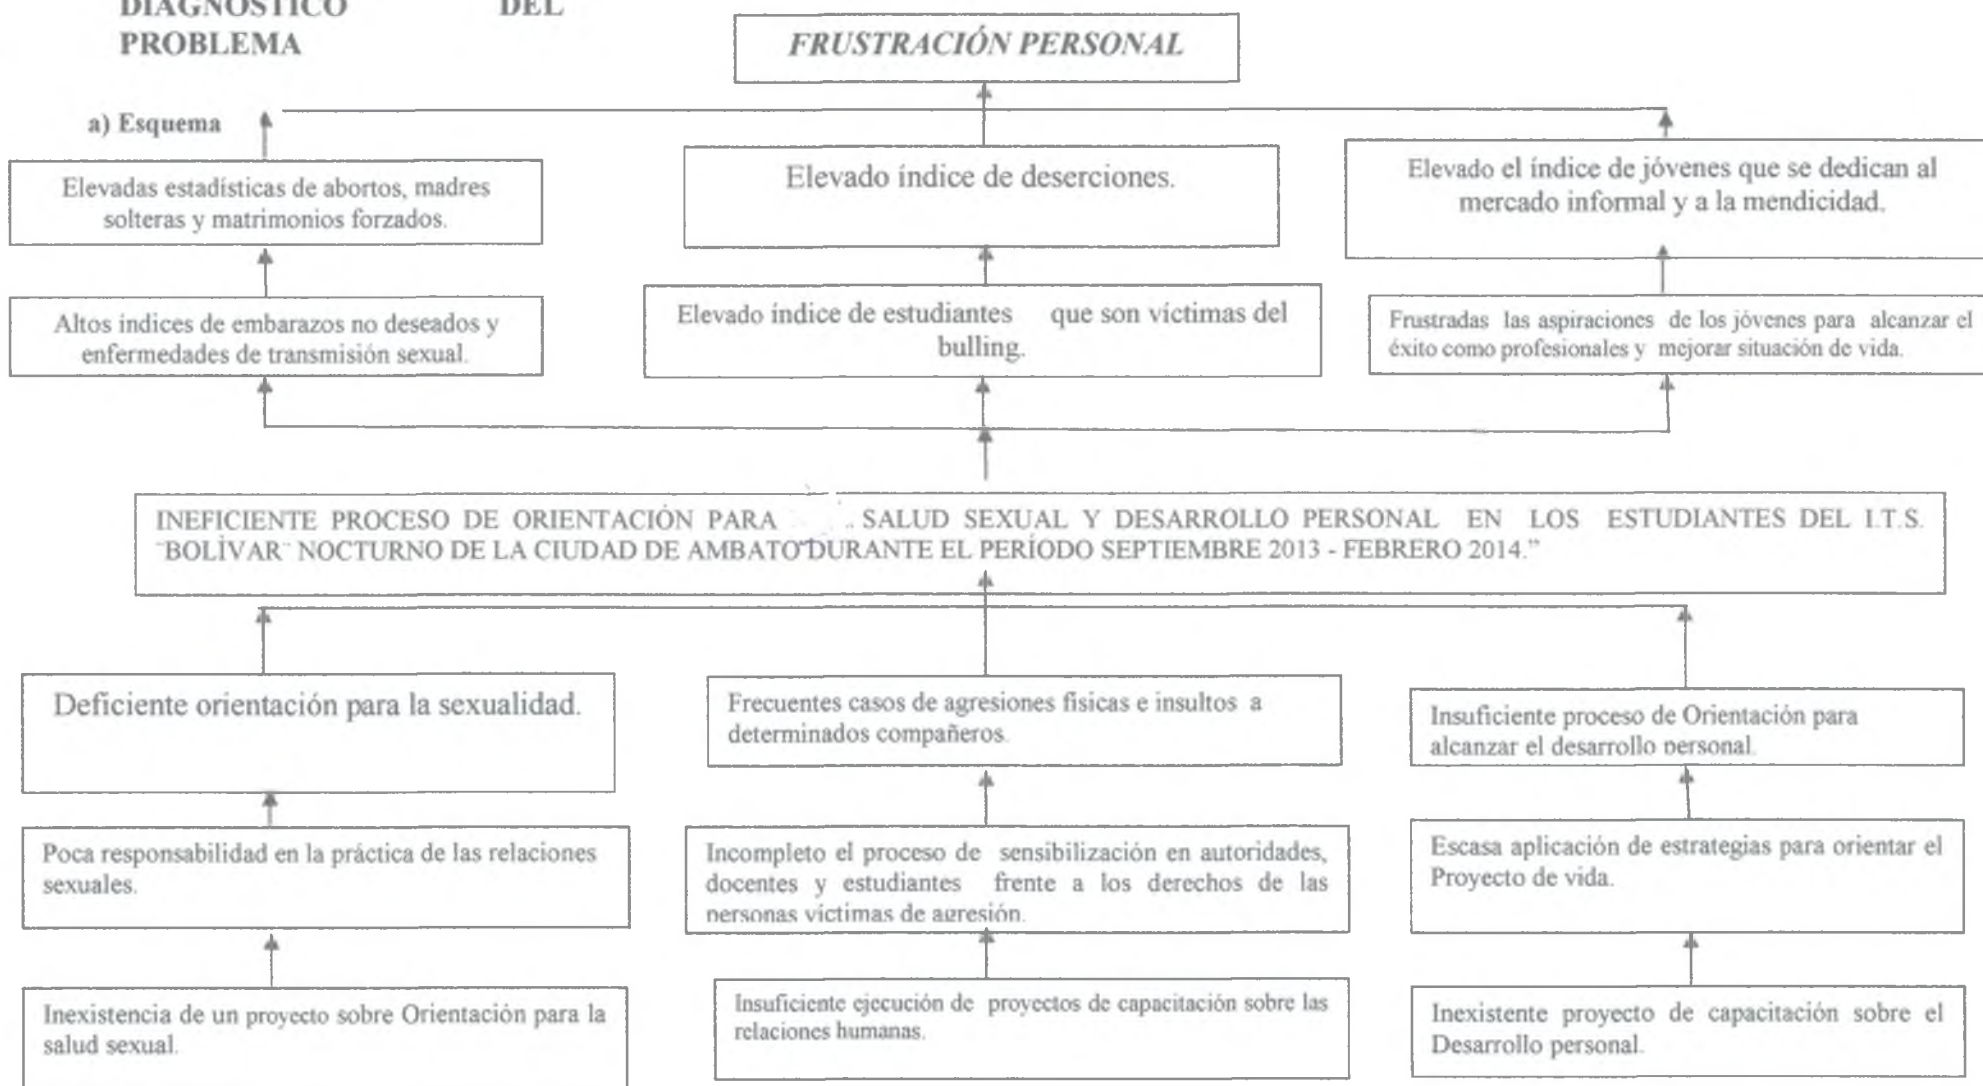 DIAGNÓSTICO DEL
PROBLEMA
FRUSTRACIÓN PERSONAL
a) Esquema
Elevadas estadísticas de abortos, madres
solteras y matrimonios forzados.
Elevado índice de deserciones.
Elevado el índice de jóvenes que se dedican al
mercado informal y a la mendicidad.
Altos índices de embarazos no deseados y
enfermedades de transmisión sexual.
Elevado índice de estudiantes que son víctimas del
bulling.
Frustradas las aspiraciones de los jóvenes para alcanzar el
éxito como profesionales y mejorar situación de vida.
INEFICIENTE PROCESO DE ORIENTACIÓN PARA SALUD SEXUAL Y DESARROLLO PERSONAL EN LOS ESTUDIANTES DEL I.T.S.
¨BOLÍVAR¨ NOCTURNO DE LA CIUDAD DE AMBATO DURANTE EL PERÍODO SEPTIEMBRE 2013 - FEBRERO 2014.”
Deficiente orientación para la sexualidad.
Frecuentes casos de agresiones físicas e insultos a
determinados compañeros.
Insuficiente proceso de Orientación para
alcanzar el desarrollo personal.
Poca responsabilidad en la práctica de las relaciones
sexuales.
Incompleto el proceso de sensibilización en autoridades,
docentes y estudiantes frente a los derechos de las
personas víctimas de agresión.
Escasa aplicación de estrategias para orientar el
Proyecto de vida.
Inexistencia de un proyecto sobre Orientación para la
salud sexual.
Insuficiente ejecución de proyectos de capacitación sobre las
relaciones humanas.
Inexistente proyecto de capacitación sobre el
Desarrollo personal.